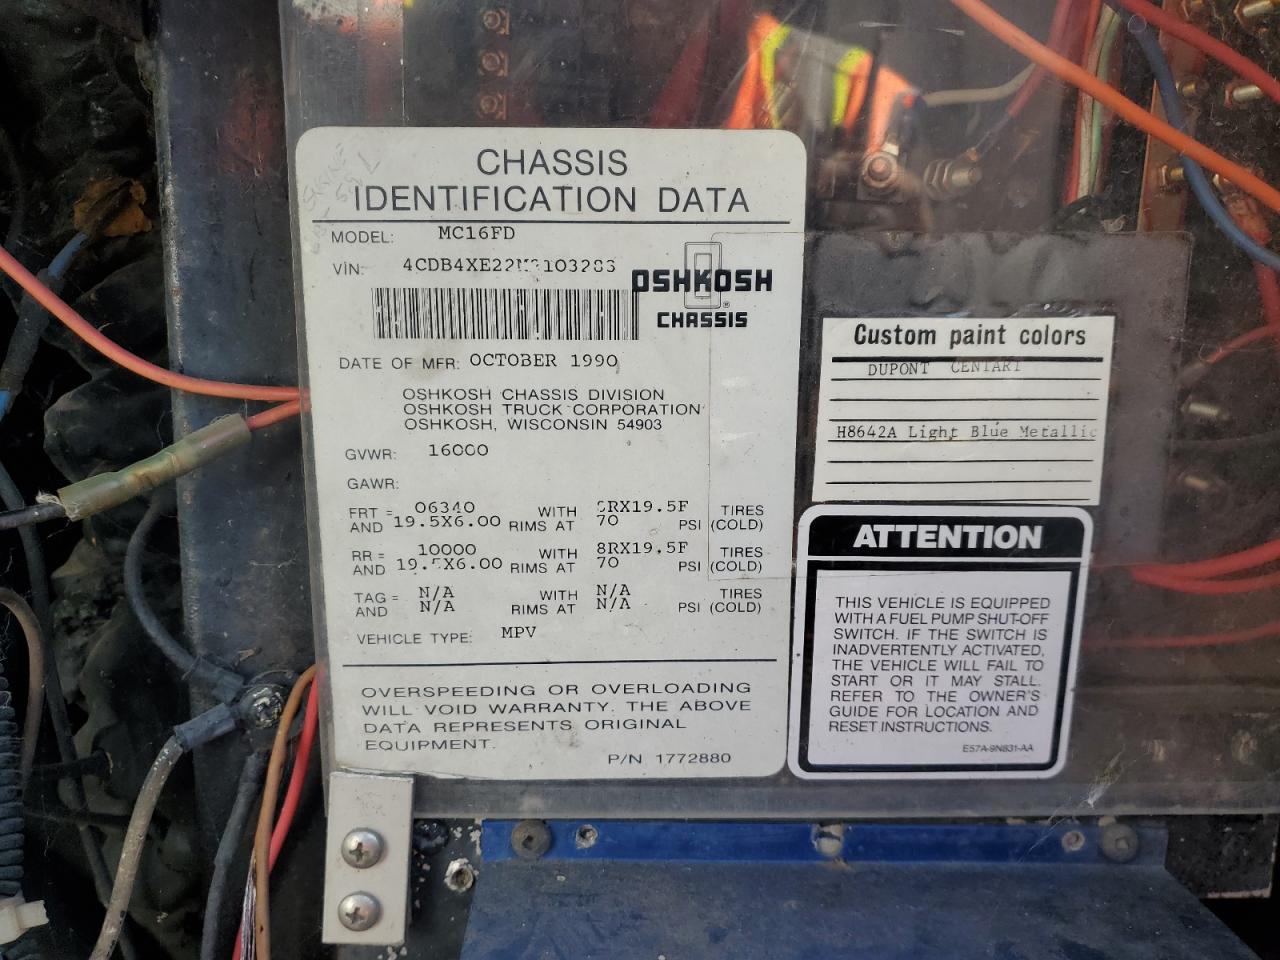 CHASSIS
IDENTIFICATION DATA
MODEL: MC16FD
VIN:
OSHKOSH
CHASSIS
DATE OF MFR: OCTOBER 1990
OSHKOSH CHASSIS DIVISION
OSHKOSH TRUCK CORPORATION
OSHKOSH, WISCONSIN 54903
GVWR: 16000
GAWR:
FRT = 06340 WITH 8RX19.5F TIRES
AND 19.5X6.00 RIMS AT 70 PSI (COLD)
RR = 10000 WITH 8RX19.5F TIRES
AND 19.5X6.00 RIMS AT 70 PSI (COLD)
TAG = N/A WITH N/A TIRES
AND N/A RIMS AT N/A PSI (COLD)
VEHICLE TYPE: MPV
OVERSPEEDING OR OVERLOADING
WILL VOID WARRANTY. THE ABOVE
DATA REPRESENTS ORIGINAL
EQUIPMENT.
P/N 1772880
Custom paint colors
DUPONT CENTARI
H8642A Light Blue Metallic
ATTENTION
THIS VEHICLE IS EQUIPPED
WITH A FUEL PUMP SHUT-OFF
SWITCH. IF THE SWITCH IS
INADVERTENTLY ACTIVATED,
THE VEHICLE WILL FAIL TO
START OR IT MAY STALL.
REFER TO THE OWNER'S
GUIDE FOR LOCATION AND
RESET INSTRUCTIONS.
E57A-9N831-AA